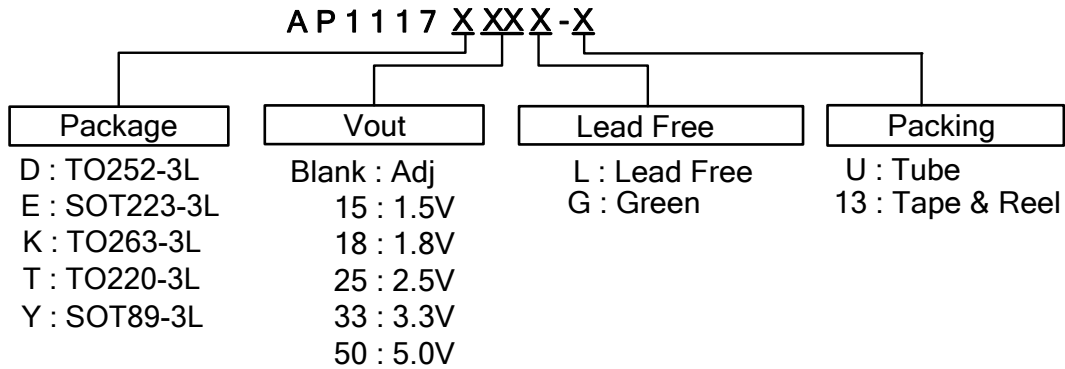 AP1117 X XX X - X
Package
D : TO252-3L
E : SOT223-3L
K : TO263-3L
T : TO220-3L
Y : SOT89-3L
Vout
Blank : Adj
15 : 1.5V
18 : 1.8V
25 : 2.5V
33 : 3.3V
50 : 5.0V
Lead Free
L : Lead Free
G : Green
Packing
U : Tube
13 : Tape & Reel